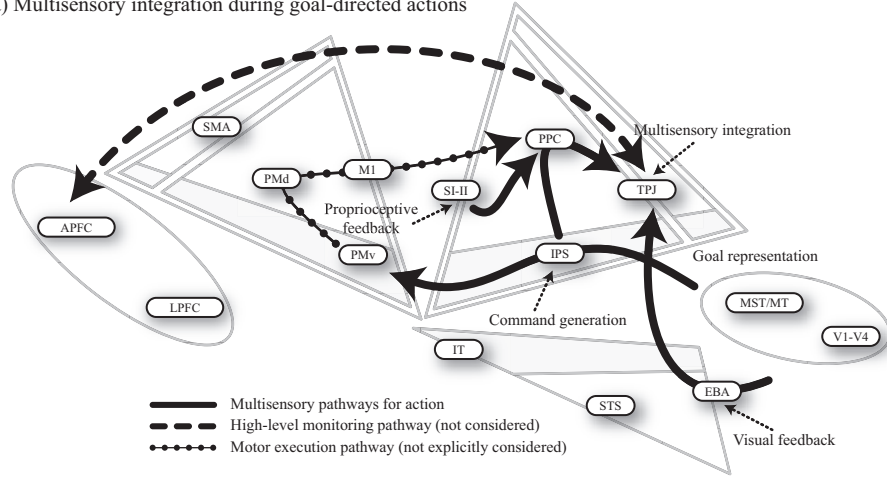 ) Multisensory integration during goal-directed actions
SMA
PPC
Multisensory integration
M1
PMd
SI-II
TPJ
Proprioceptive
feedback
APFC
PMv
IPS
Goal representation
MST/MT
LPFC
Command generation
V1-V4
IT
EBA
STS
Multisensory pathways for action
High-level monitoring pathway (not considered)
Motor execution pathway (not explicitly considered)
Visual feedback